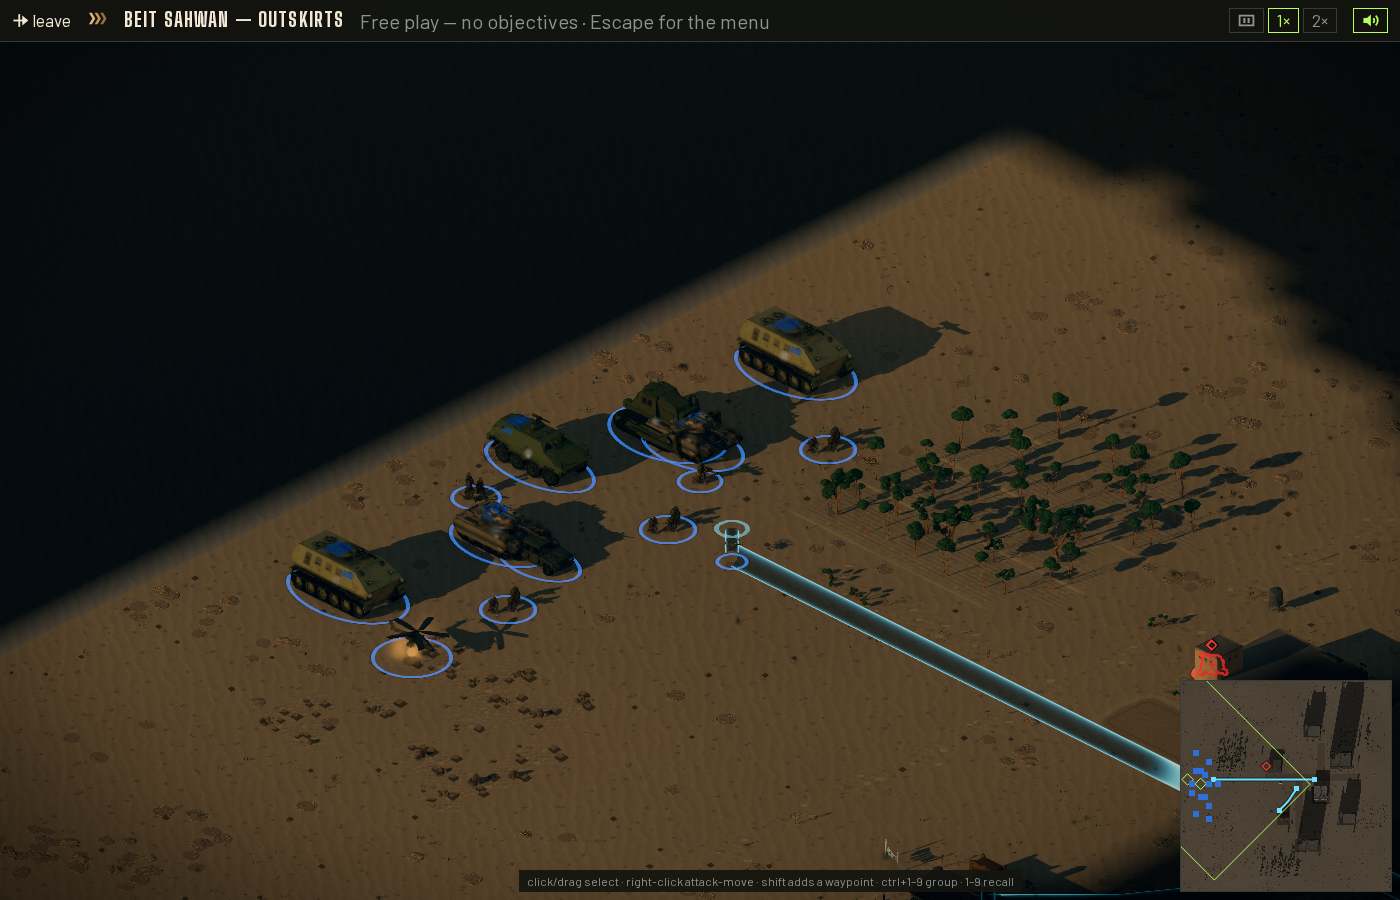 leave
BEIT SAHWAN — OUTSKIRTS
Free play — no objectives · Escape for the menu
1×
2×
click/drag select · right-click attack-move · shift adds a waypoint · ctrl+1-9 group · 1-9 recall